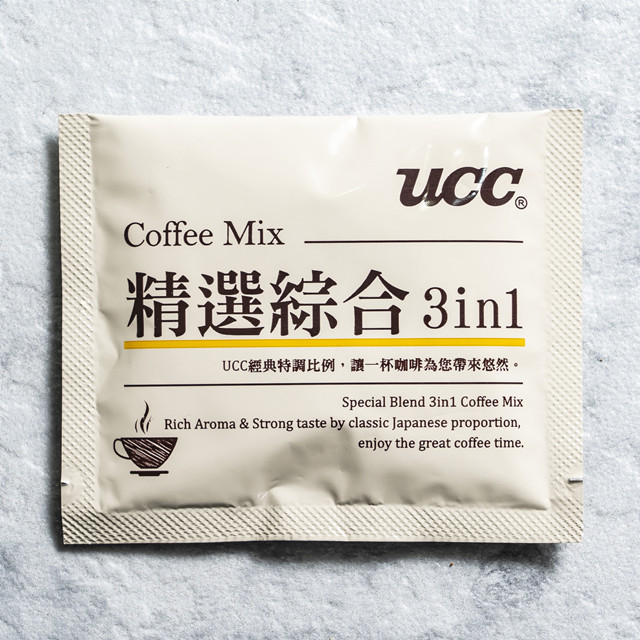 ucc®
Coffee Mix
精選綜合 3in1
UCC經典特調比例，讓一杯咖啡為您帶來悠然。
Special Blend 3in1 Coffee Mix
Rich Aroma & Strong taste by classic Japanese proportion,
enjoy the great coffee time.